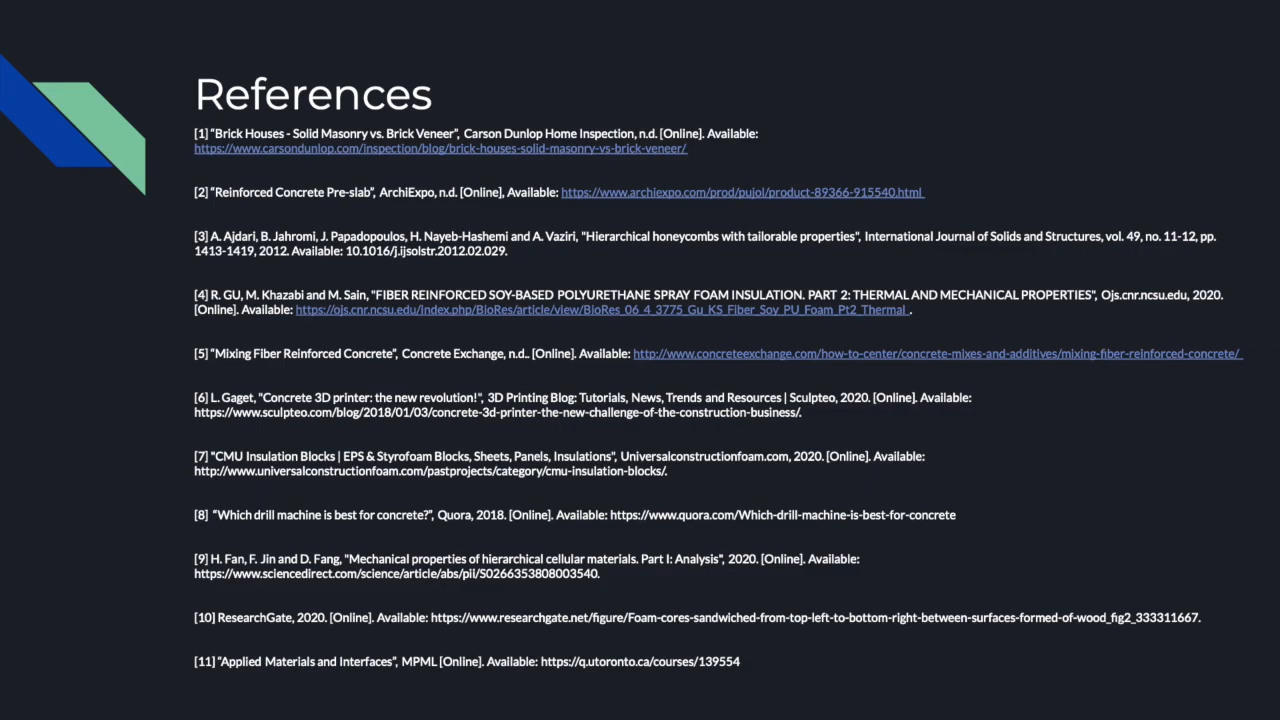 References
[1] “Brick Houses - Solid Masonry vs. Brick Veneer”, Carson Dunlop Home Inspection, n.d. [Online]. Available:
https://www.carsondunlop.com/inspection/blog/brick-houses-solid-masonry-vs-brick-veneer/
[2] “Reinforced Concrete Pre-slab”, ArchiExpo, n.d. [Online], Available: https://www.archiexpo.com/prod/pujol/product-89366-915540.html
[3] A. Ajdari, B. Jahromi, J. Papadopoulos, H. Nayeb-Hashemi and A. Vaziri, "Hierarchical honeycombs with tailorable properties", International Journal of Solids and Structures, vol. 49, no. 11-12, pp.
1413-1419, 2012. Available: 10.1016/j.ijsolstr.2012.02.029.
[4] R. GU, M. Khazabi and M. Sain, "FIBER REINFORCED SOY-BASED POLYURETHANE SPRAY FOAM INSULATION. PART 2: THERMAL AND MECHANICAL PROPERTIES", Ojs.cnr.ncsu.edu, 2020.
[Online]. Available: https://ojs.cnr.ncsu.edu/index.php/BioRes/article/view/BioRes_06_4_3775_Gu_KS_Fiber_Soy_PU_Foam_Pt2_Thermal .
[5] “Mixing Fiber Reinforced Concrete”, Concrete Exchange, n.d.. [Online]. Available: http://www.concreteexchange.com/how-to-center/concrete-mixes-and-additives/mixing-fiber-reinforced-concrete/
[6] L. Gaget, "Concrete 3D printer: the new revolution!", 3D Printing Blog: Tutorials, News, Trends and Resources | Sculpteo, 2020. [Online]. Available:
https://www.sculpteo.com/blog/2018/01/03/concrete-3d-printer-the-new-challenge-of-the-construction-business/.
[7] "CMU Insulation Blocks | EPS & Styrofoam Blocks, Sheets, Panels, Insulations", Universalconstructionfoam.com, 2020. [Online]. Available:
http://www.universalconstructionfoam.com/pastprojects/category/cmu-insulation-blocks/.
[8] “Which drill machine is best for concrete?”, Quora, 2018. [Online]. Available: https://www.quora.com/Which-drill-machine-is-best-for-concrete
[9] H. Fan, F. Jin and D. Fang, "Mechanical properties of hierarchical cellular materials. Part I: Analysis", 2020. [Online]. Available:
https://www.sciencedirect.com/science/article/abs/pii/S0266353808003540.
[10] ResearchGate, 2020. [Online]. Available: https://www.researchgate.net/figure/Foam-cores-sandwiched-from-top-left-to-bottom-right-between-surfaces-formed-of-wood_fig2_333311667.
[11] “Applied Materials and Interfaces”, MPML [Online]. Available: https://q.utoronto.ca/courses/139554